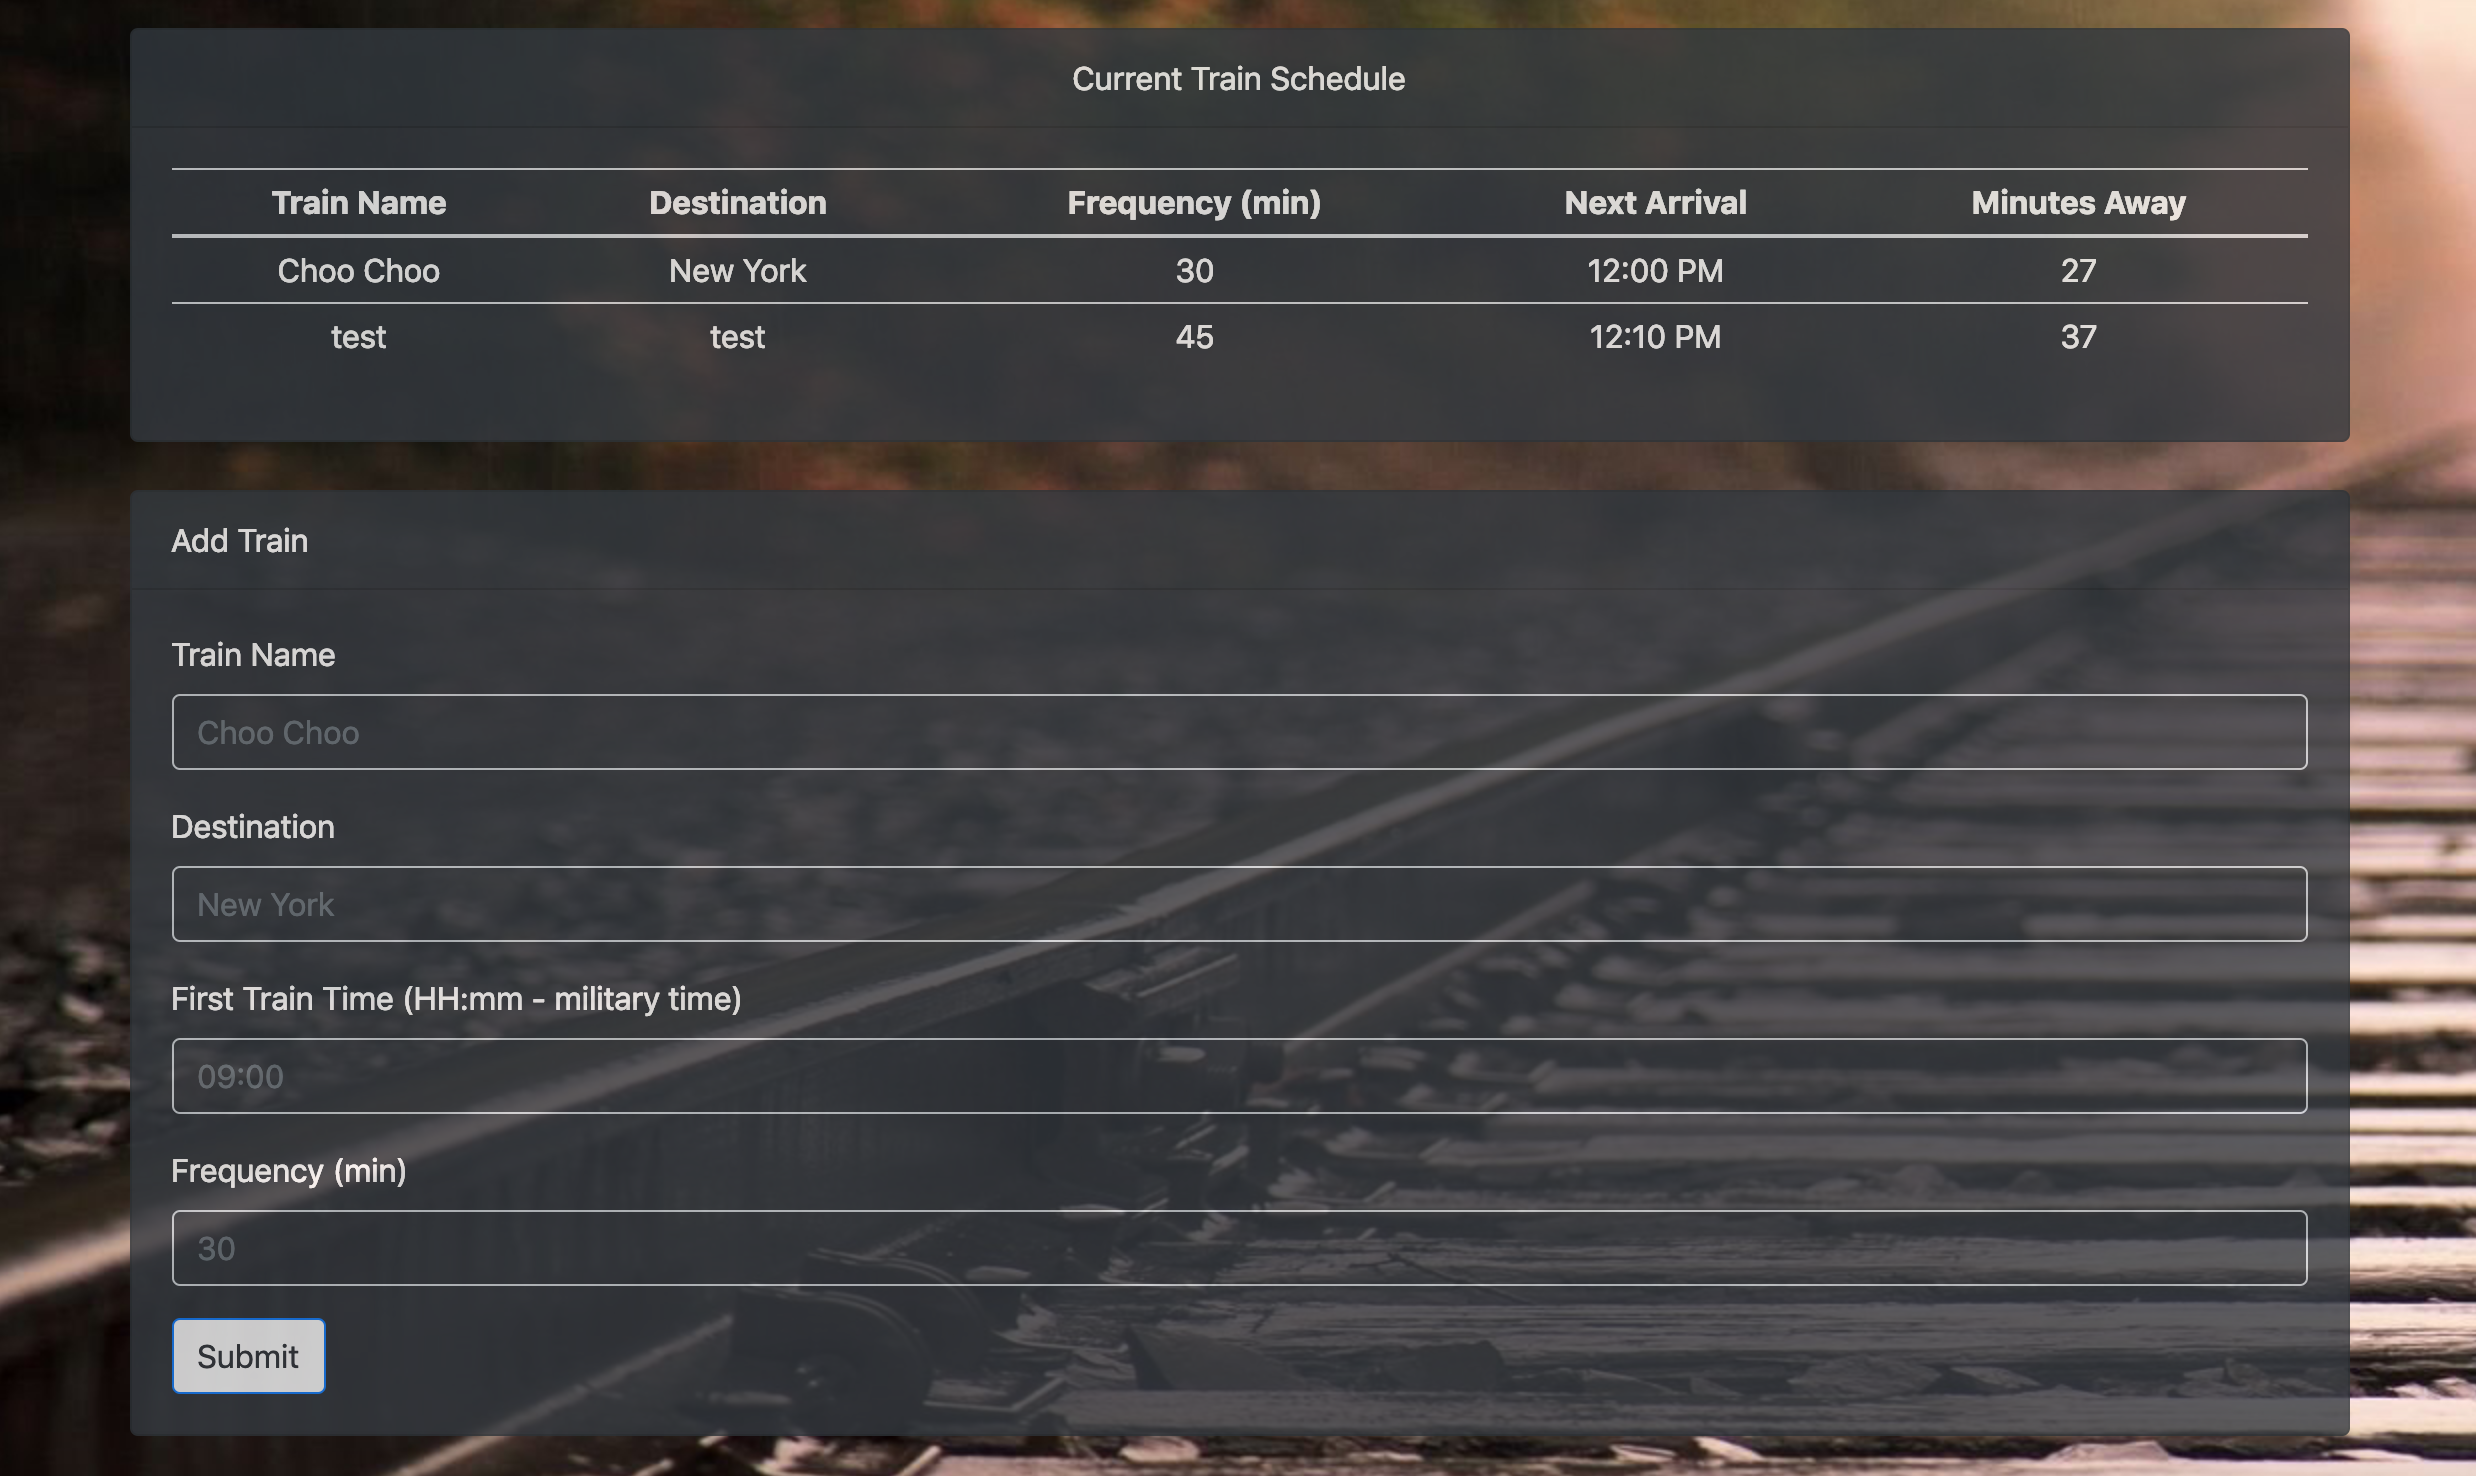 Current Train Schedule
Train Name Destination Frequency (min) Next Arrival Minutes Away
Choo Choo New York 30 12:00 PM 27
test test 45 12:10 PM 37
Add Train
Train Name
Choo Choo
Destination
New York
First Train Time (HH:mm - military time)
09:00
Frequency (min)
30
Submit